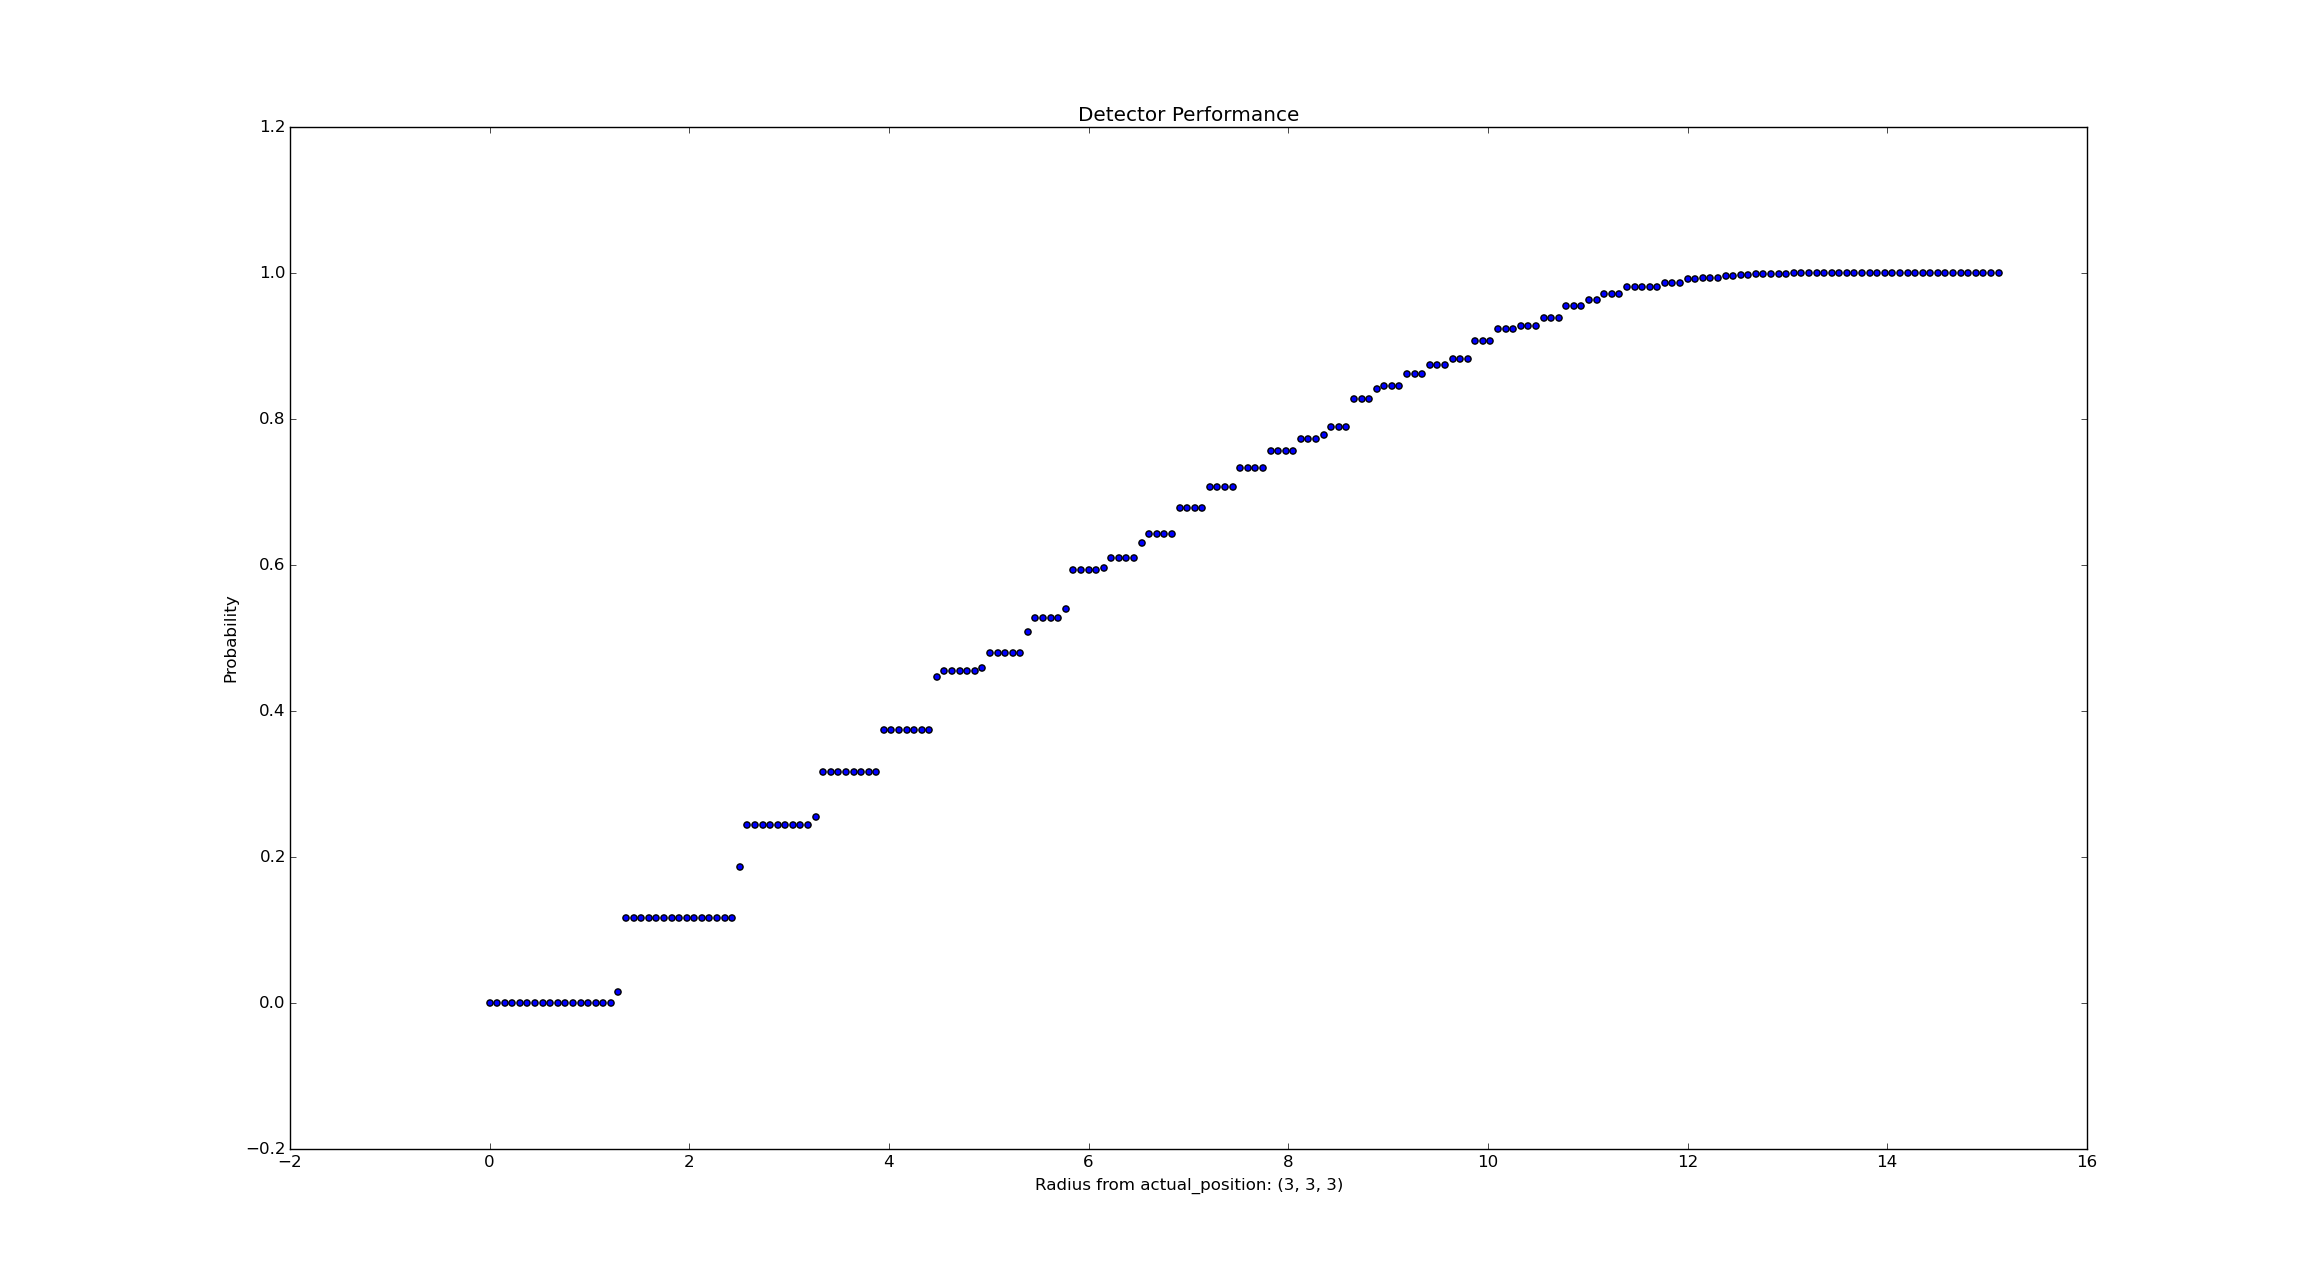 Detector Performance
1.2
1.0
0.8
0.6
0.4
0.2
0.0
−0.2
Probability
−2 0 2 4 6 8 10 12 14 16
Radius from actual_position: (3, 3, 3)